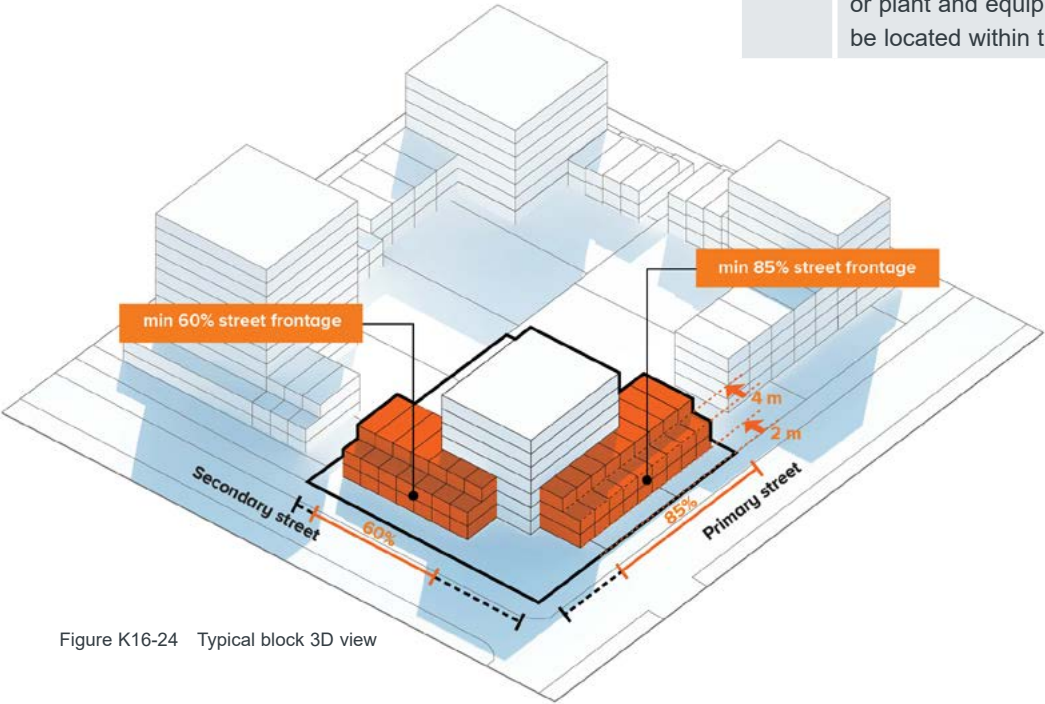 or plant and equip
be located within t
min 85% street frontage
min 60% street frontage
4 m
2 m
Secondary street
60%
85%
Primary street
Figure K16-24 Typical block 3D view